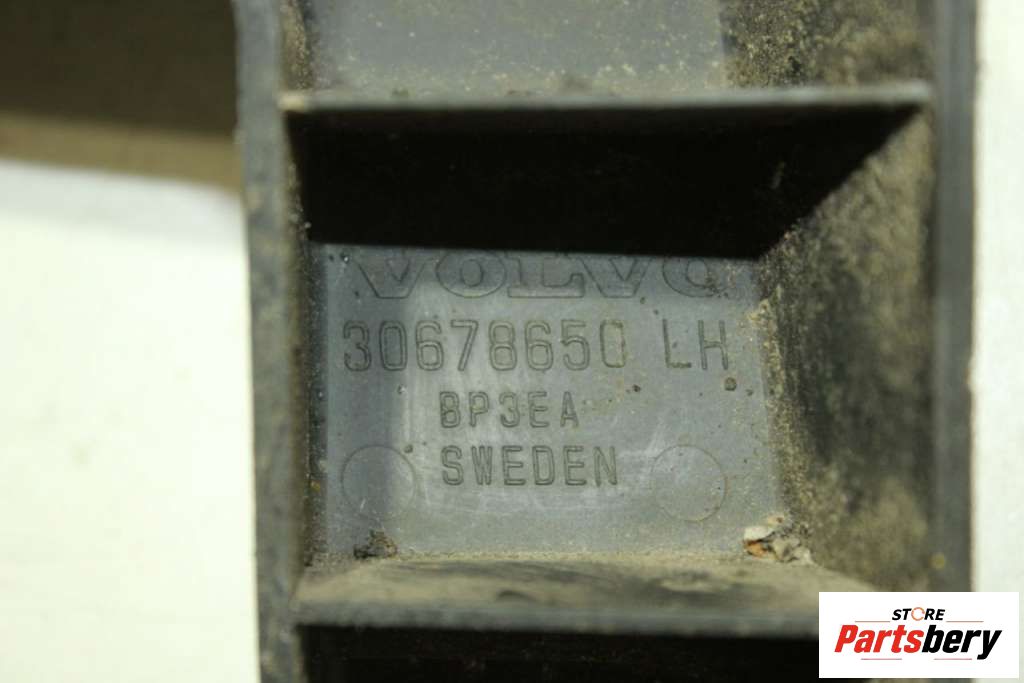 VOLVO
30678650 LH
BP3EA
SWEDEN
STORE
Partsbery